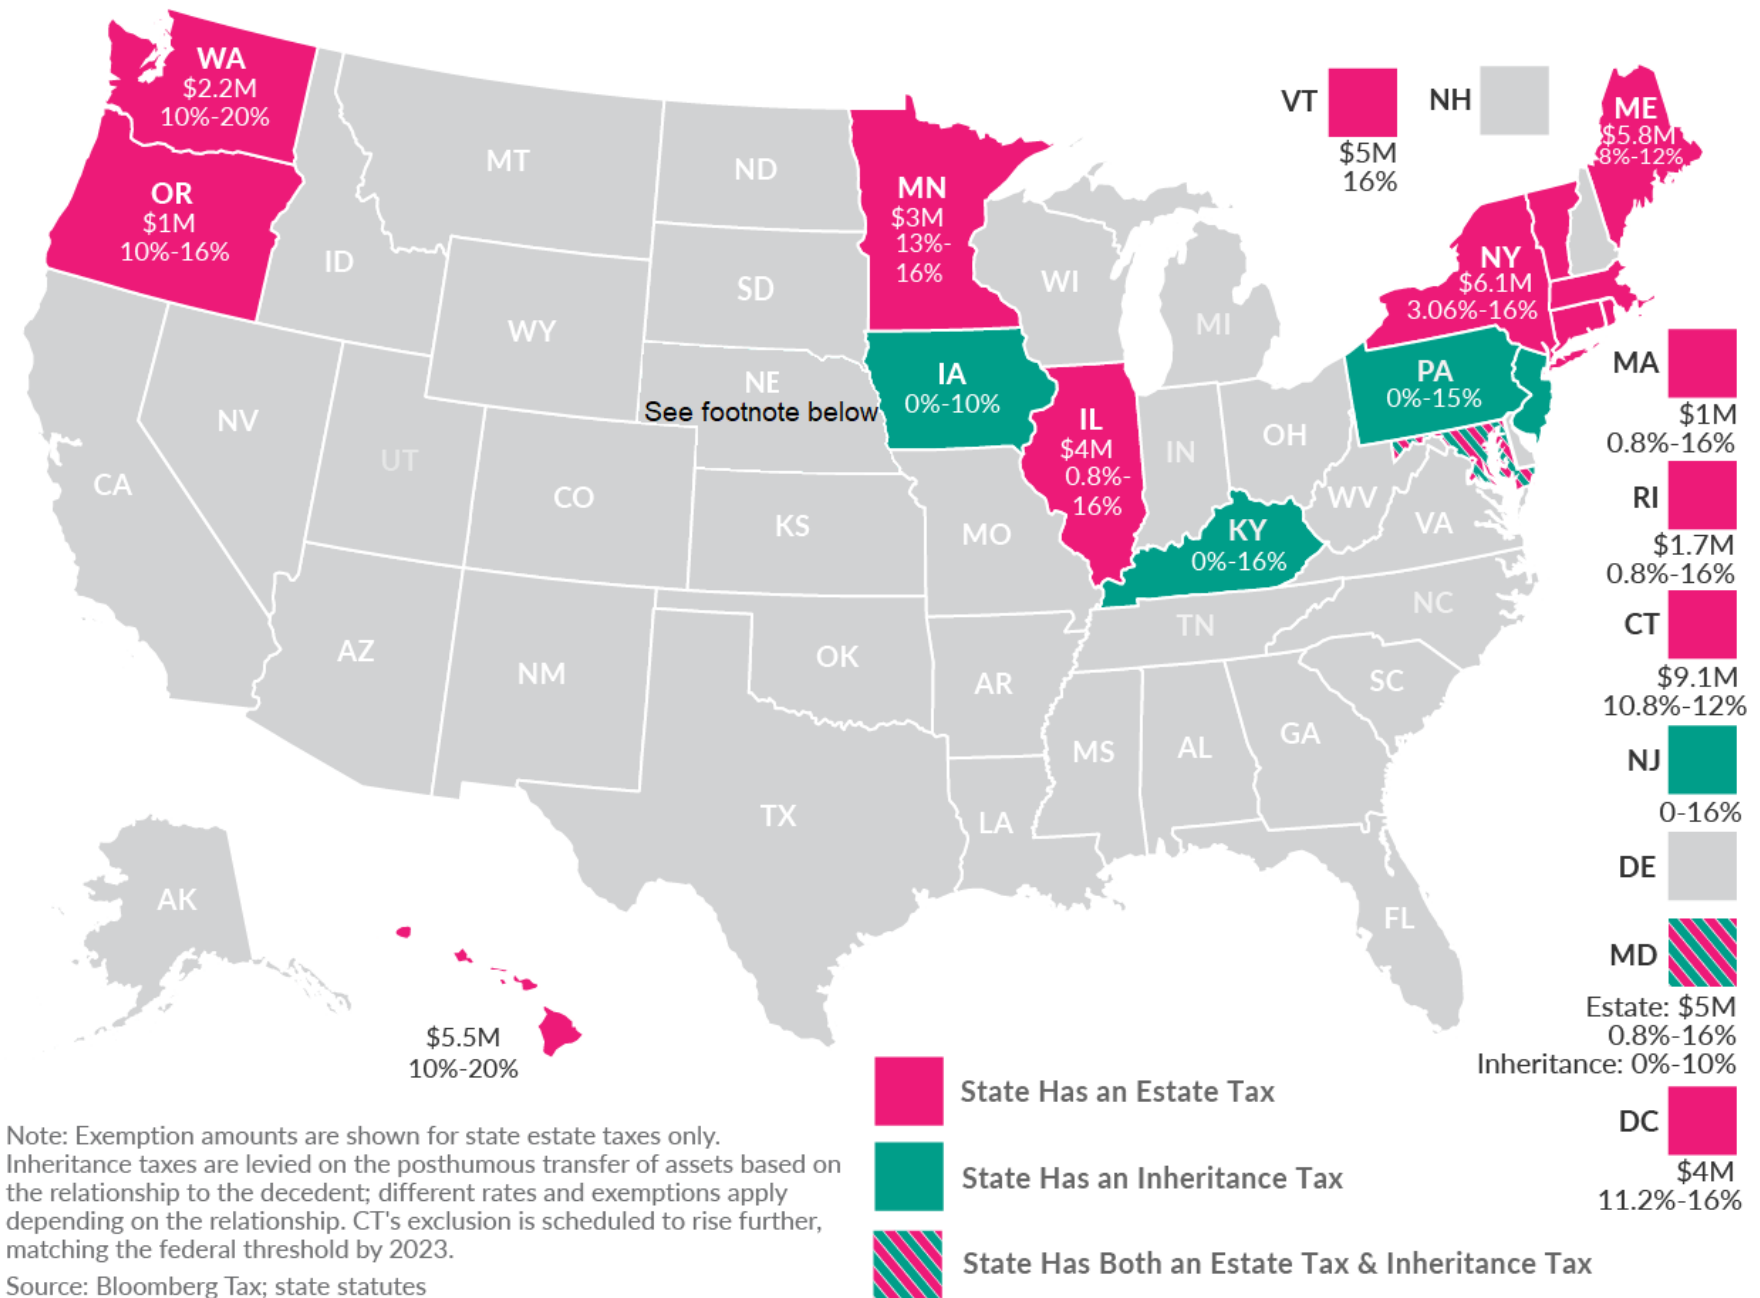 WA
$2.2M
10%-20%
OR
$1M
10%-16%
MT
ID
ND
SD
WY
NE
See footnote below
NV
UT
CA
CO
KS
AZ
NM
OK
TX
MN
$3M
13%-
16%
IA
0%-10%
WI
MI
IL
$4M
0.8%-
16%
IN
OH
MO
KY
0%-16%
WV
VA
TN
NC
AR
SC
MS
AL
GA
LA
FL
AK
$5.5M
10%-20%
VT
$5M
16%
NH
ME
$5.8M
8%-12%
NY
$6.1M
3.06%-16%
PA
0%-15%
MA
$1M
0.8%-16%
RI
$1.7M
0.8%-16%
CT
$9.1M
10.8%-12%
NJ
0-16%
DE
MD
Estate: $5M
0.8%-16%
Inheritance: 0%-10%
DC
$4M
11.2%-16%
State Has an Estate Tax
State Has an Inheritance Tax
State Has Both an Estate Tax & Inheritance Tax
Note: Exemption amounts are shown for state estate taxes only.
Inheritance taxes are levied on the posthumous transfer of assets based on
the relationship to the decedent; different rates and exemptions apply
depending on the relationship. CT's exclusion is scheduled to rise further,
matching the federal threshold by 2023.
Source: Bloomberg Tax; state statutes